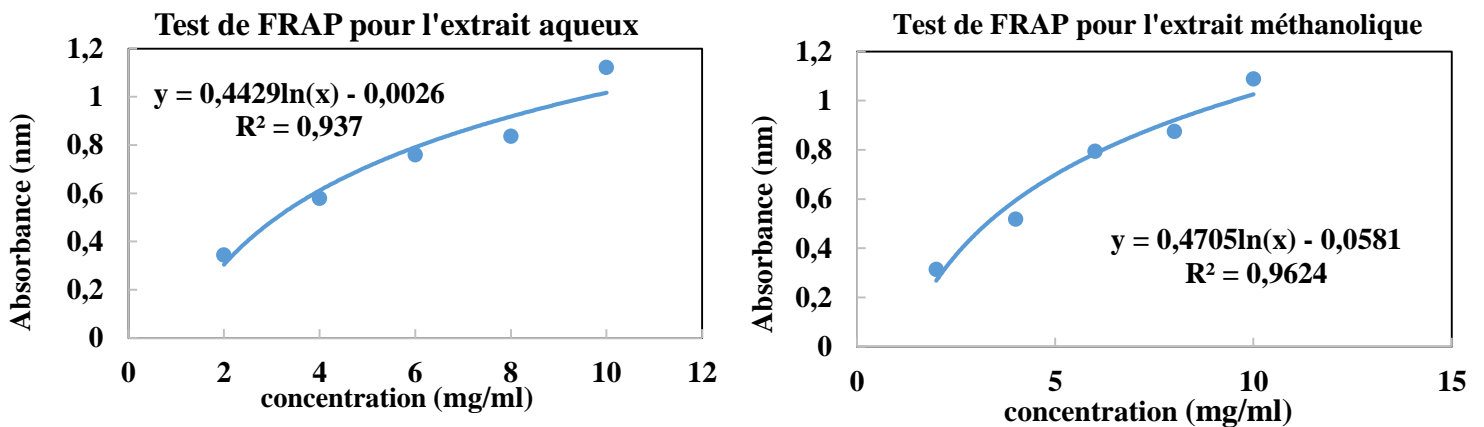 Test de FRAP pour l'extrait aqueux
1,2
1
0,8
0,6
0,4
0,2
0
y = 0,4429ln(x) - 0,0026
R² = 0,937
Absorbance (nm)
0 2 4 6 8 10 12
concentration (mg/ml)
Test de FRAP pour l'extrait méthanolique
1,2
1
0,8
0,6
0,4
0,2
0
y = 0,4705ln(x) - 0,0581
R² = 0,9624
Absorbance (nm)
0 5 10 15
concentration (mg/ml)